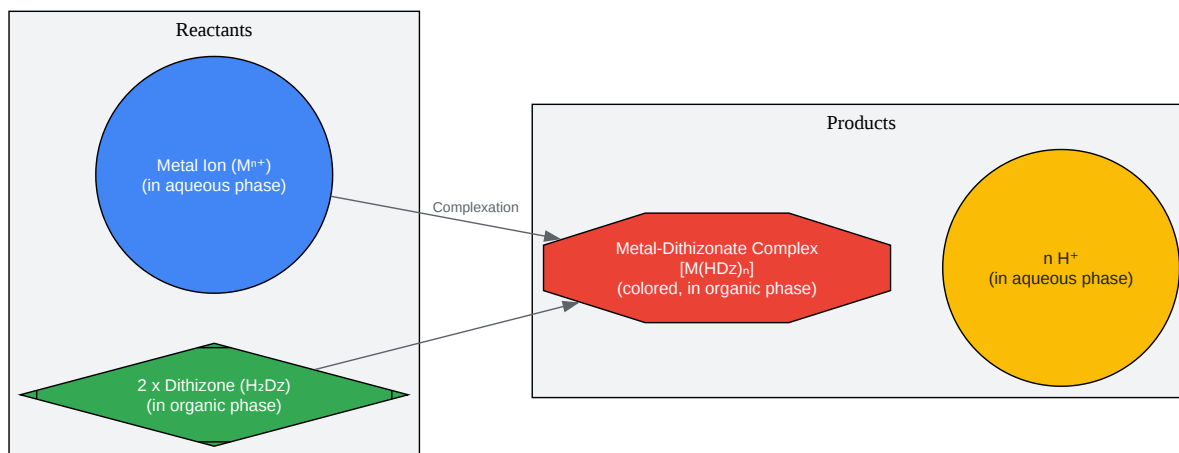 Reactants
Metal Ion (Mⁿ⁺)
(in aqueous phase)
2 x Dithizone (H₂Dz)
(in organic phase)
Complexation
Products
Metal-Dithizonate Complex
[M(HDz)ₙ]
(colored, in organic phase)
n H⁺
(in aqueous phase)